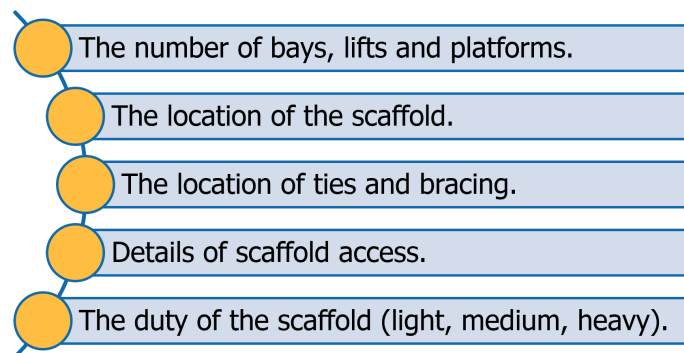 The number of bays, lifts and platforms.
The location of the scaffold.
The location of ties and bracing.
Details of scaffold access.
The duty of the scaffold (light, medium, heavy).